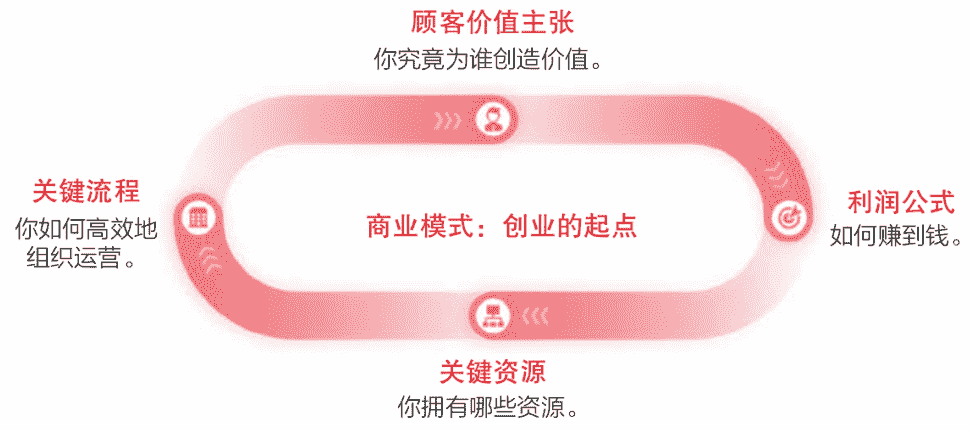 顾客价值主张
你究竟为谁创造价值。
关键流程
你如何高效地
组织运营。
商业模式：创业的起点
利润公式
如何赚到钱。
关键资源
你拥有哪些资源。